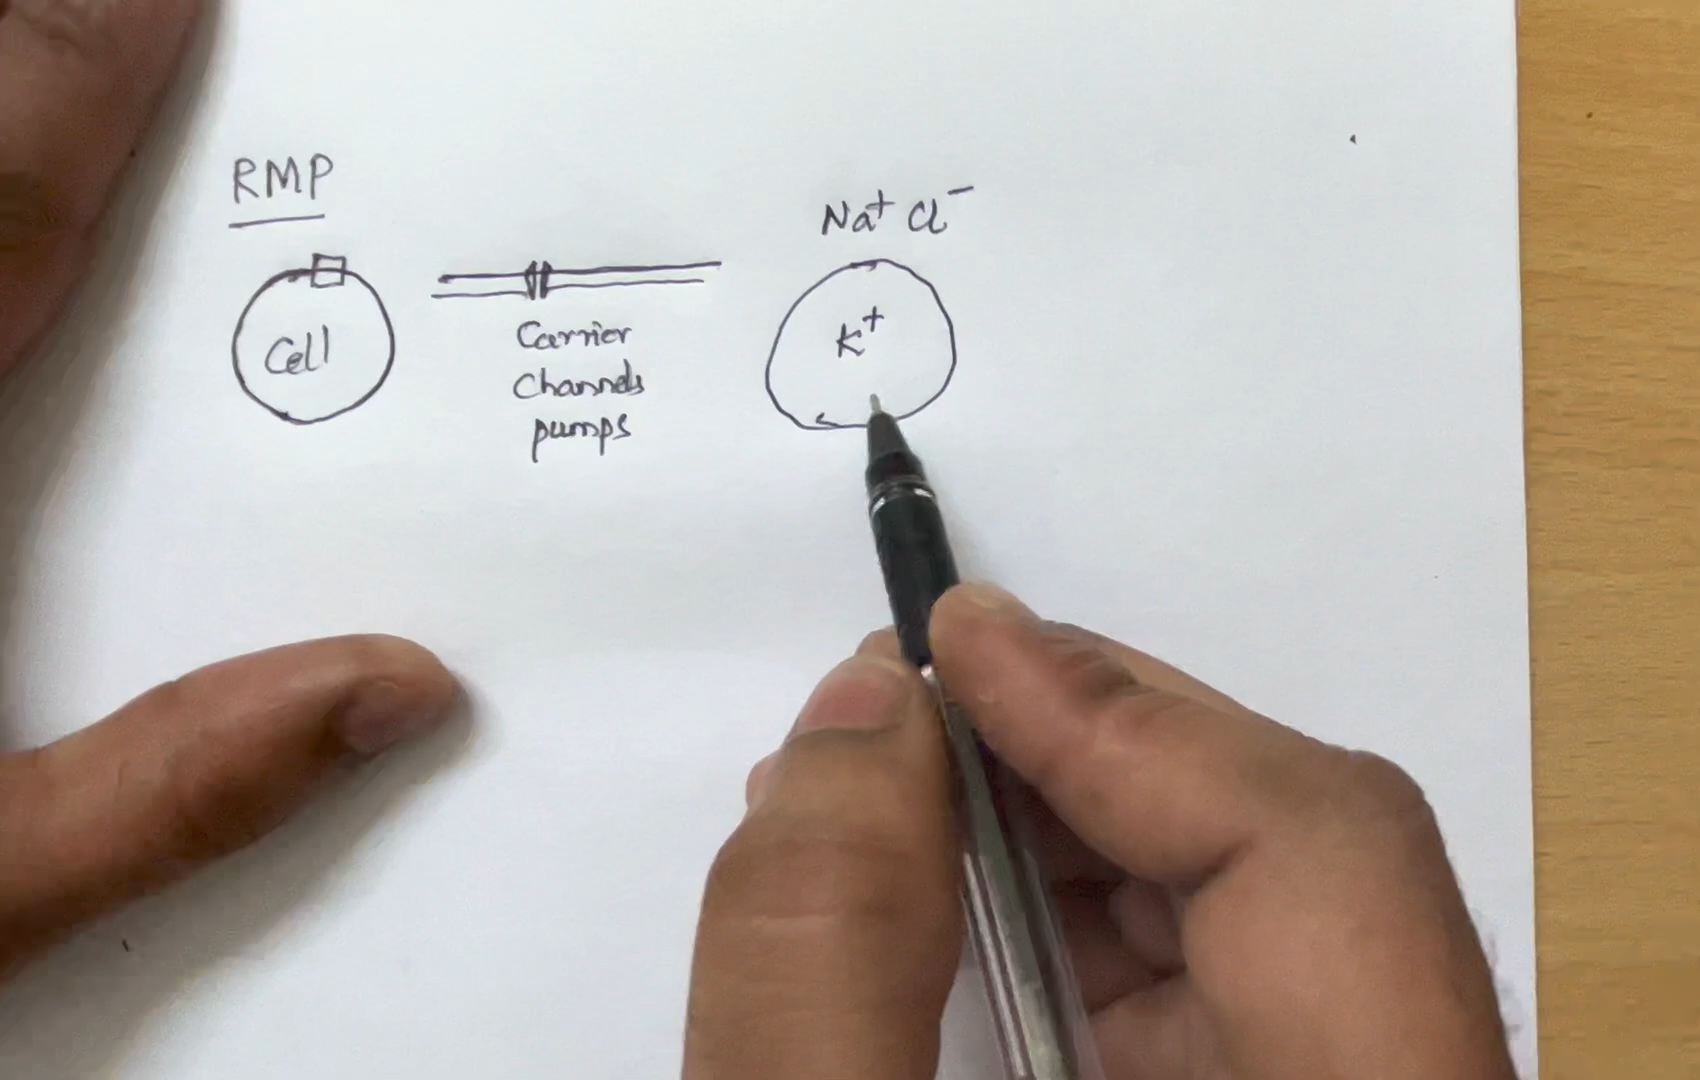 RMP
Cell
Carrier
Channels
pumps
Na⁺ Cl⁻
K⁺